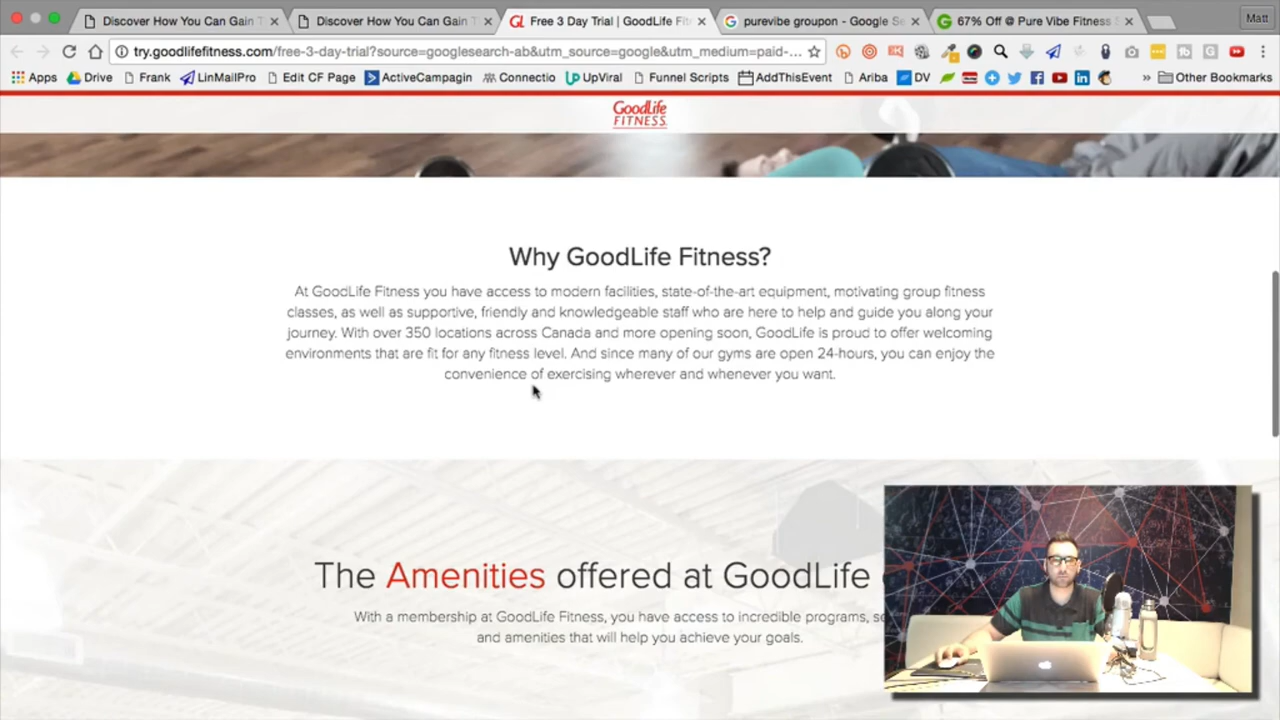 Discover How You Can Gain T
Discover How You Can Gain T
Free 3 Day Trial | GoodLife Fit
purevibe groupon - Google Se
67% Off @ Pure Vibe Fitness
Matt
try.goodlifefitness.com/free-3-day-trial?source=googlesearch-ab&utm_source=google&utm_medium=paid-...
Apps
Drive
Frank
LinMailPro
Edit CF Page
ActiveCampagin
Connectio
UpViral
Funnel Scripts
AddThisEvent
Ariba
DV
Other Bookmarks
GoodLife
FITNESS
Why GoodLife Fitness?
At GoodLife Fitness you have access to modern facilities, state-of-the-art equipment, motivating group fitness
classes, as well as supportive, friendly and knowledgeable staff who are here to help and guide you along your
journey. With over 350 locations across Canada and more opening soon, GoodLife is proud to offer welcoming
environments that are fit for any fitness level. And since many of our gyms are open 24-hours, you can enjoy the
convenience of exercising wherever and whenever you want.
The Amenities offered at GoodLife
With a membership at GoodLife Fitness, you have access to incredible programs, se
and amenities that will help you achieve your goals.